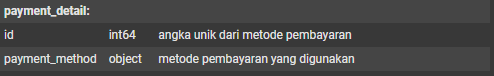 payment_detail:
id int64 angka unik dari metode pembayaran
payment_method object metode pembayaran yang digunakan